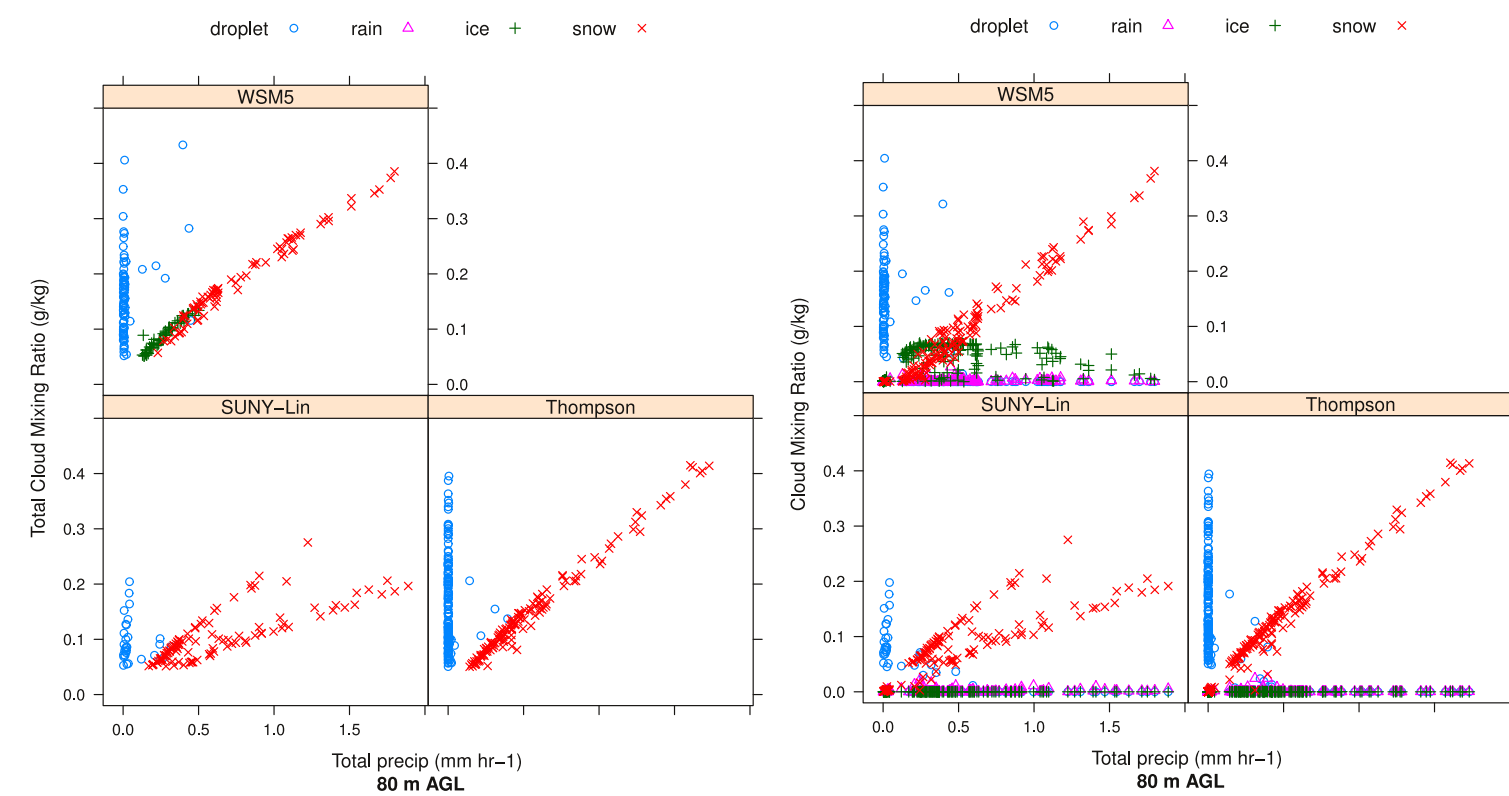 droplet rain ice snow
WSM5
0.4
0.3
0.2
0.1
0.0
SUNY−Lin Thompson
0.4
0.3
0.2
0.1
0.0
0.0 0.5 1.0 1.5
Total Cloud Mixing Ratio (g/kg)
Total precip (mm hr−1)
80 m AGL
droplet rain ice snow
WSM5
0.4
0.3
0.2
0.1
0.0
SUNY−Lin Thompson
0.4
0.3
0.2
0.1
0.0
0.0 0.5 1.0 1.5
Cloud Mixing Ratio (g/kg)
Total precip (mm hr−1)
80 m AGL